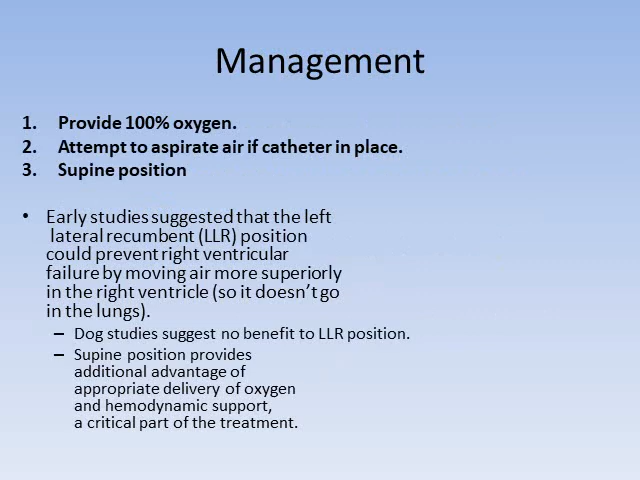 Management
1. Provide 100% oxygen.
2. Attempt to aspirate air if catheter in place.
3. Supine position
• Early studies suggested that the left
lateral recumbent (LLR) position
could prevent right ventricular
failure by moving air more superiorly
in the right ventricle (so it doesn't go
in the lungs).
– Dog studies suggest no benefit to LLR position.
– Supine position provides
additional advantage of
appropriate delivery of oxygen
and hemodynamic support,
a critical part of the treatment.